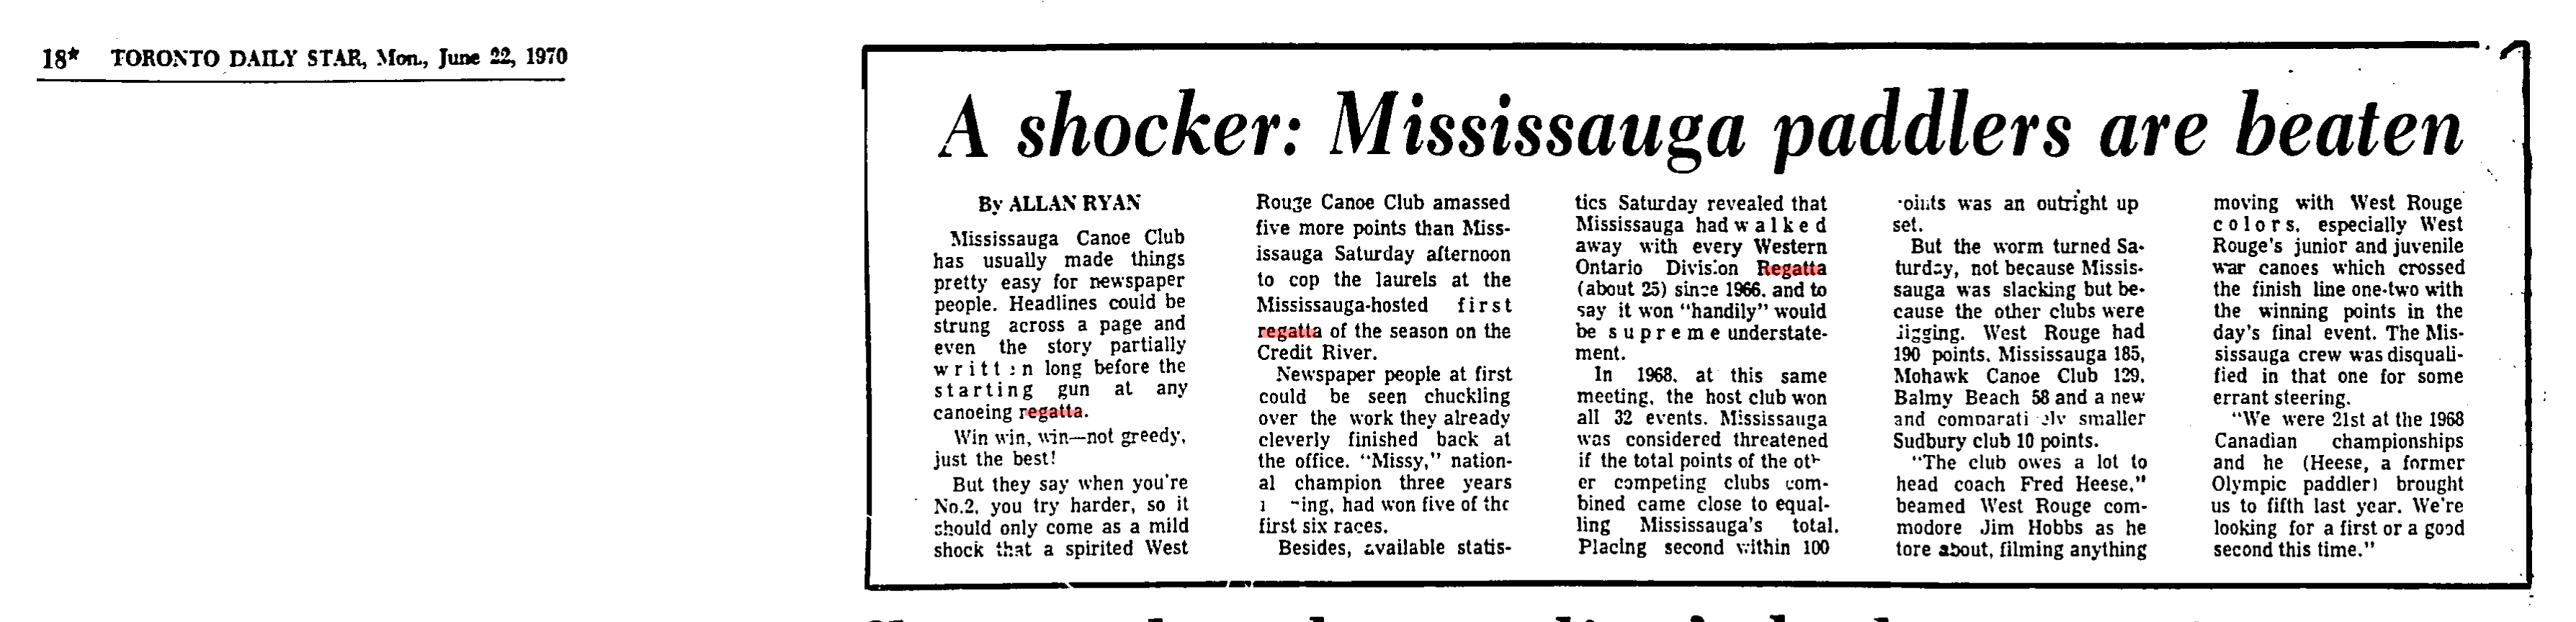 18* TORONTO DAILY STAR, Mon., June 22, 1970
A shocker: Mississauga paddlers are beaten
By ALLAN RYAN
Mississauga Canoe Club
has usually made things
pretty easy for newspaper
people. Headlines could be
strung across a page and
even the story partially
written long before the
starting gun at any
canoeing regatta.
Win win, win—not greedy,
just the best!
But they say when you're
No.2, you try harder, so it
should only come as a mild
shock that a spirited West
Rouge Canoe Club amassed
five more points than Miss-
issauga Saturday afternoon
to cop the laurels at the
Mississauga-hosted first
regatta of the season on the
Credit River.
Newspaper people at first
could be seen chuckling
over the work they already
cleverly finished back at
the office. "Missy," nation-
al champion three years
had won five of the
first six races.
Besides, available statis-
tics Saturday revealed that
Mississauga had walked
away with every Western
Ontario Division Regatta
(about 25) since 1966, and to
say it won "handily" would
be supreme understate-
ment.
In 1968, at this same
meeting, the host club won
all 32 events. Mississauga
was considered threatened
if the total points of the oth-
er competing clubs com-
bined came close to equal-
ling Mississauga's total.
Placing second within 100
points was an outright up
set.
But the worm turned Sa-
turday, not because Missis-
sauga was slacking but be-
cause the other clubs were
digging. West Rouge had
190 points, Mississauga 185,
Mohawk Canoe Club 129,
Balmy Beach 58 and a new
and comparatively smaller
Sudbury club 10 points.
"The club owes a lot to
head coach Fred Heese,"
beamed West Rouge com-
modore Jim Hobbs as he
tore about, filming anything
moving with West Rouge
colors, especially West
Rouge's junior and juvenile
war canoes which crossed
the finish line one-two with
the winning points in the
day's final event. The Mis-
sissauga crew was disquali-
fied in that one for some
errant steering.
"We were 21st at the 1968
Canadian championships
and he (Heese, a former
Olympic paddler) brought
us to fifth last year. We're
looking for a first or a good
second this time."